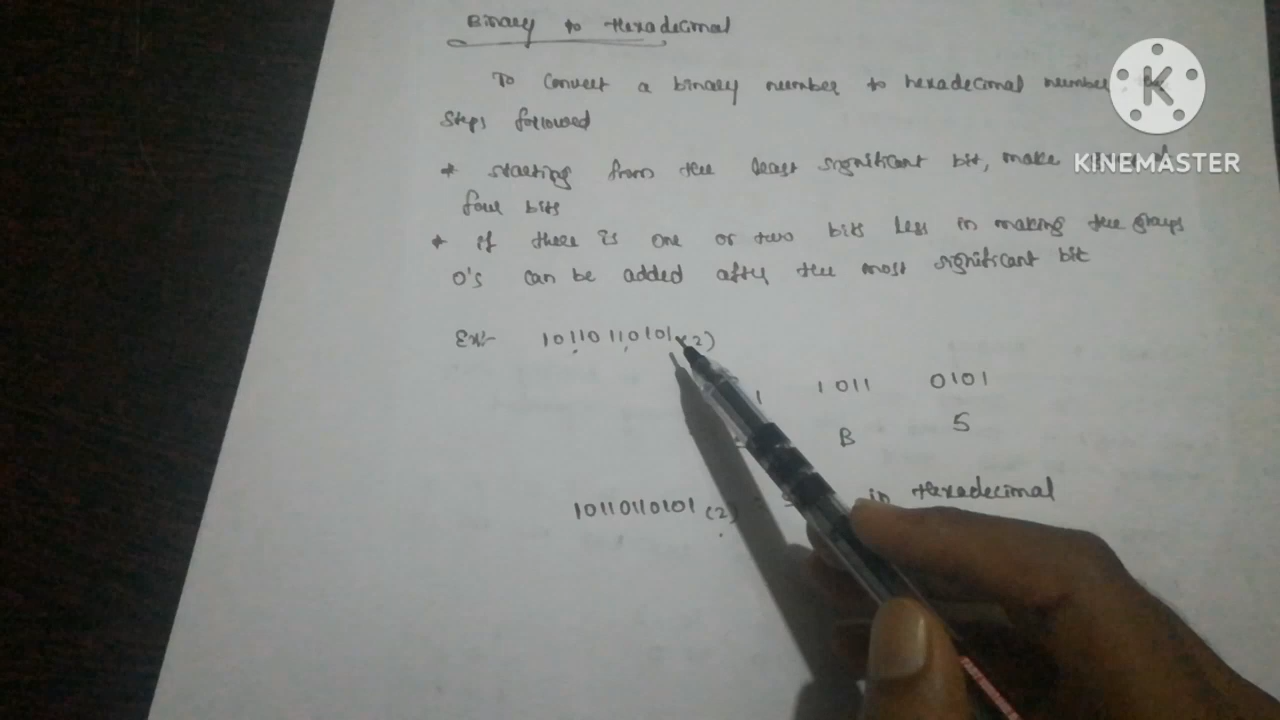 Binary to Hexadecimal
To convert a binary number to hexadecimal number
Steps followed
* starting from the least significant bit, make
four bits
KINEMASTER
* if there is one or two bits less in making the groups
0's can be added after the most significant bit
Ex:- 10110110101(2)
1 1011 0101
B 5
10110110101(2) in Hexadecimal